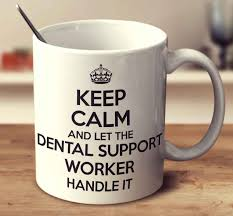 KEEP
CALM
AND LET THE
DENTAL SUPPORT
WORKER
HANDLE IT